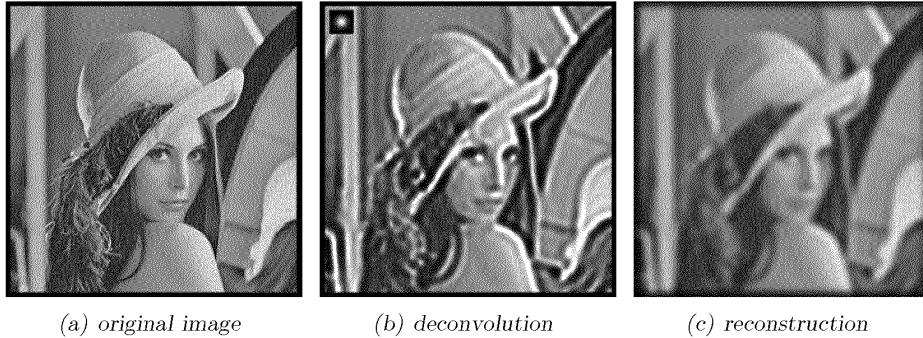 (a) original image
(b) deconvolution
(c) reconstruction